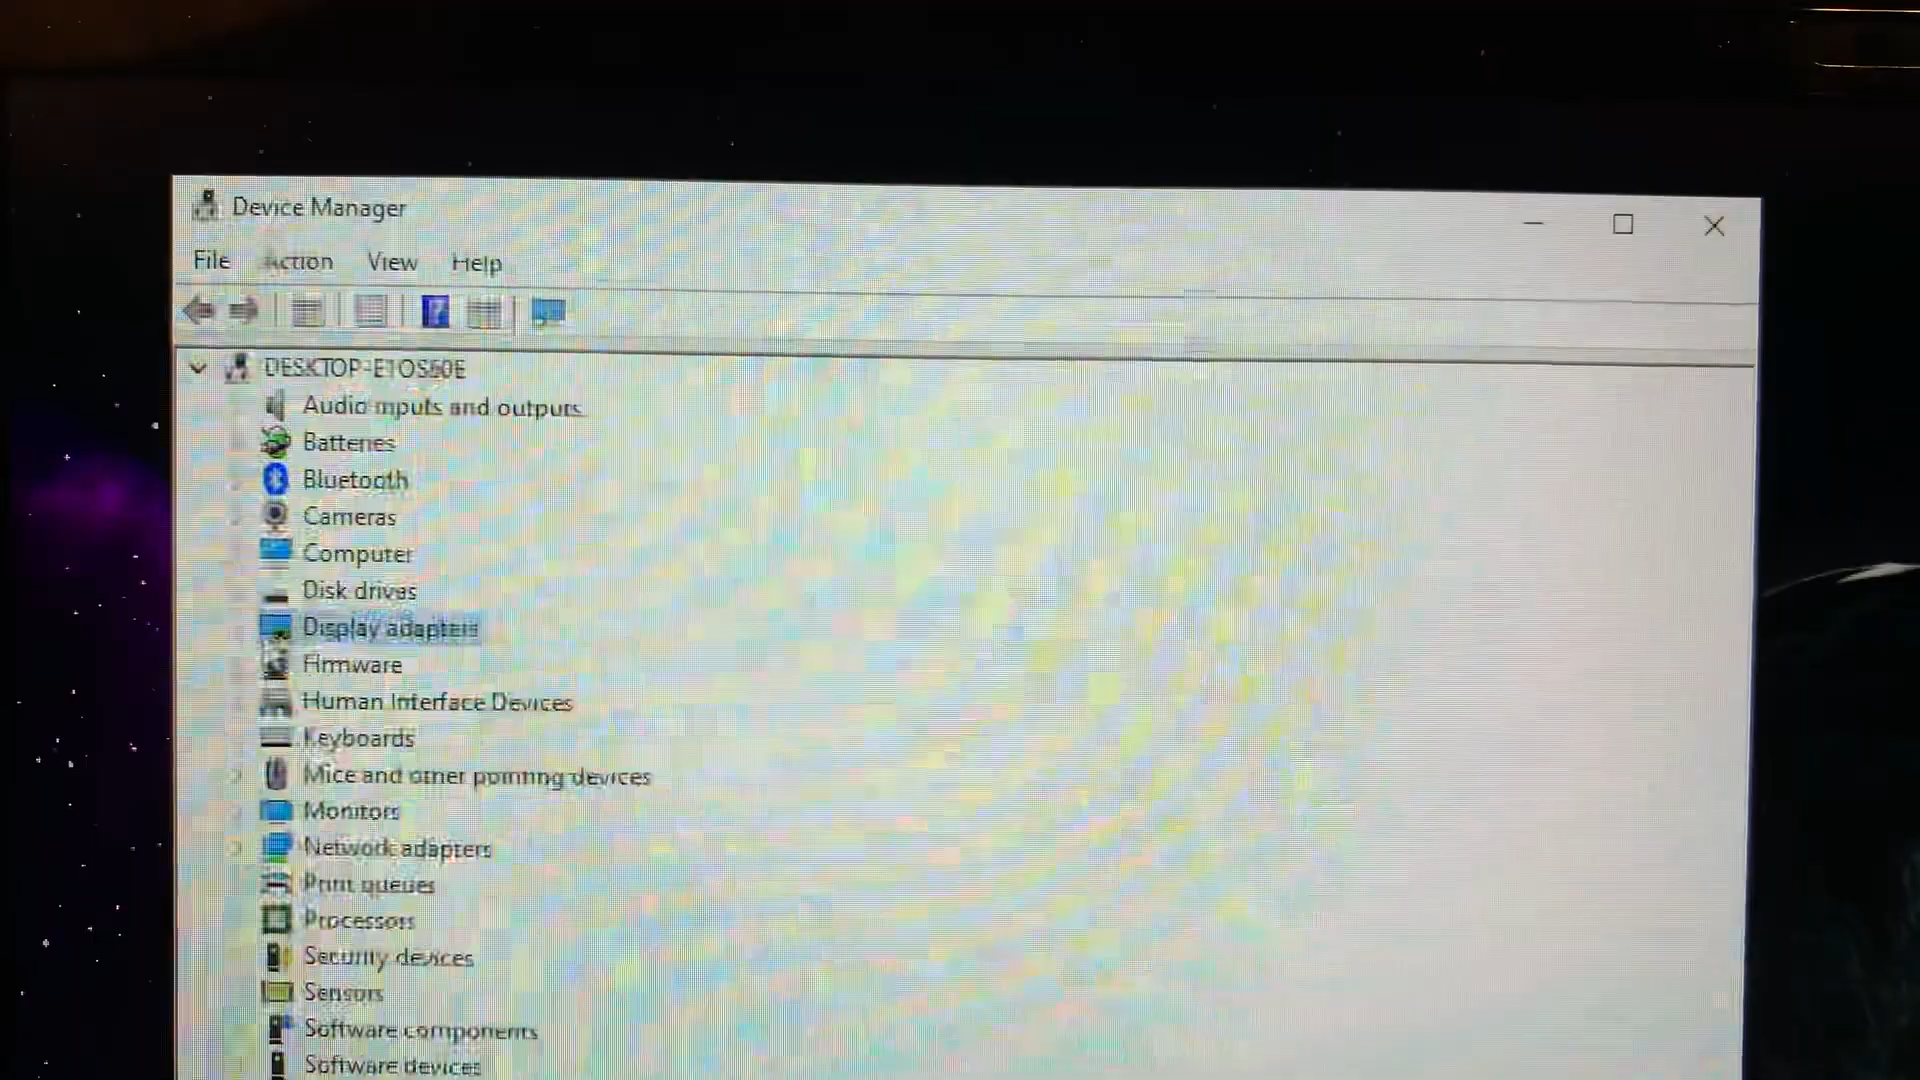 Device Manager
File Action View Help
Audio inputs and outputs
Batteries
Bluetooth
Cameras
Computer
Disk drives
Display adapters
Firmware
Human Interface Devices
Keyboards
Mice and other pointing devices
Monitors
Network adapters
Print queues
Processors
Security devices
Sensors
Software components
Software devices